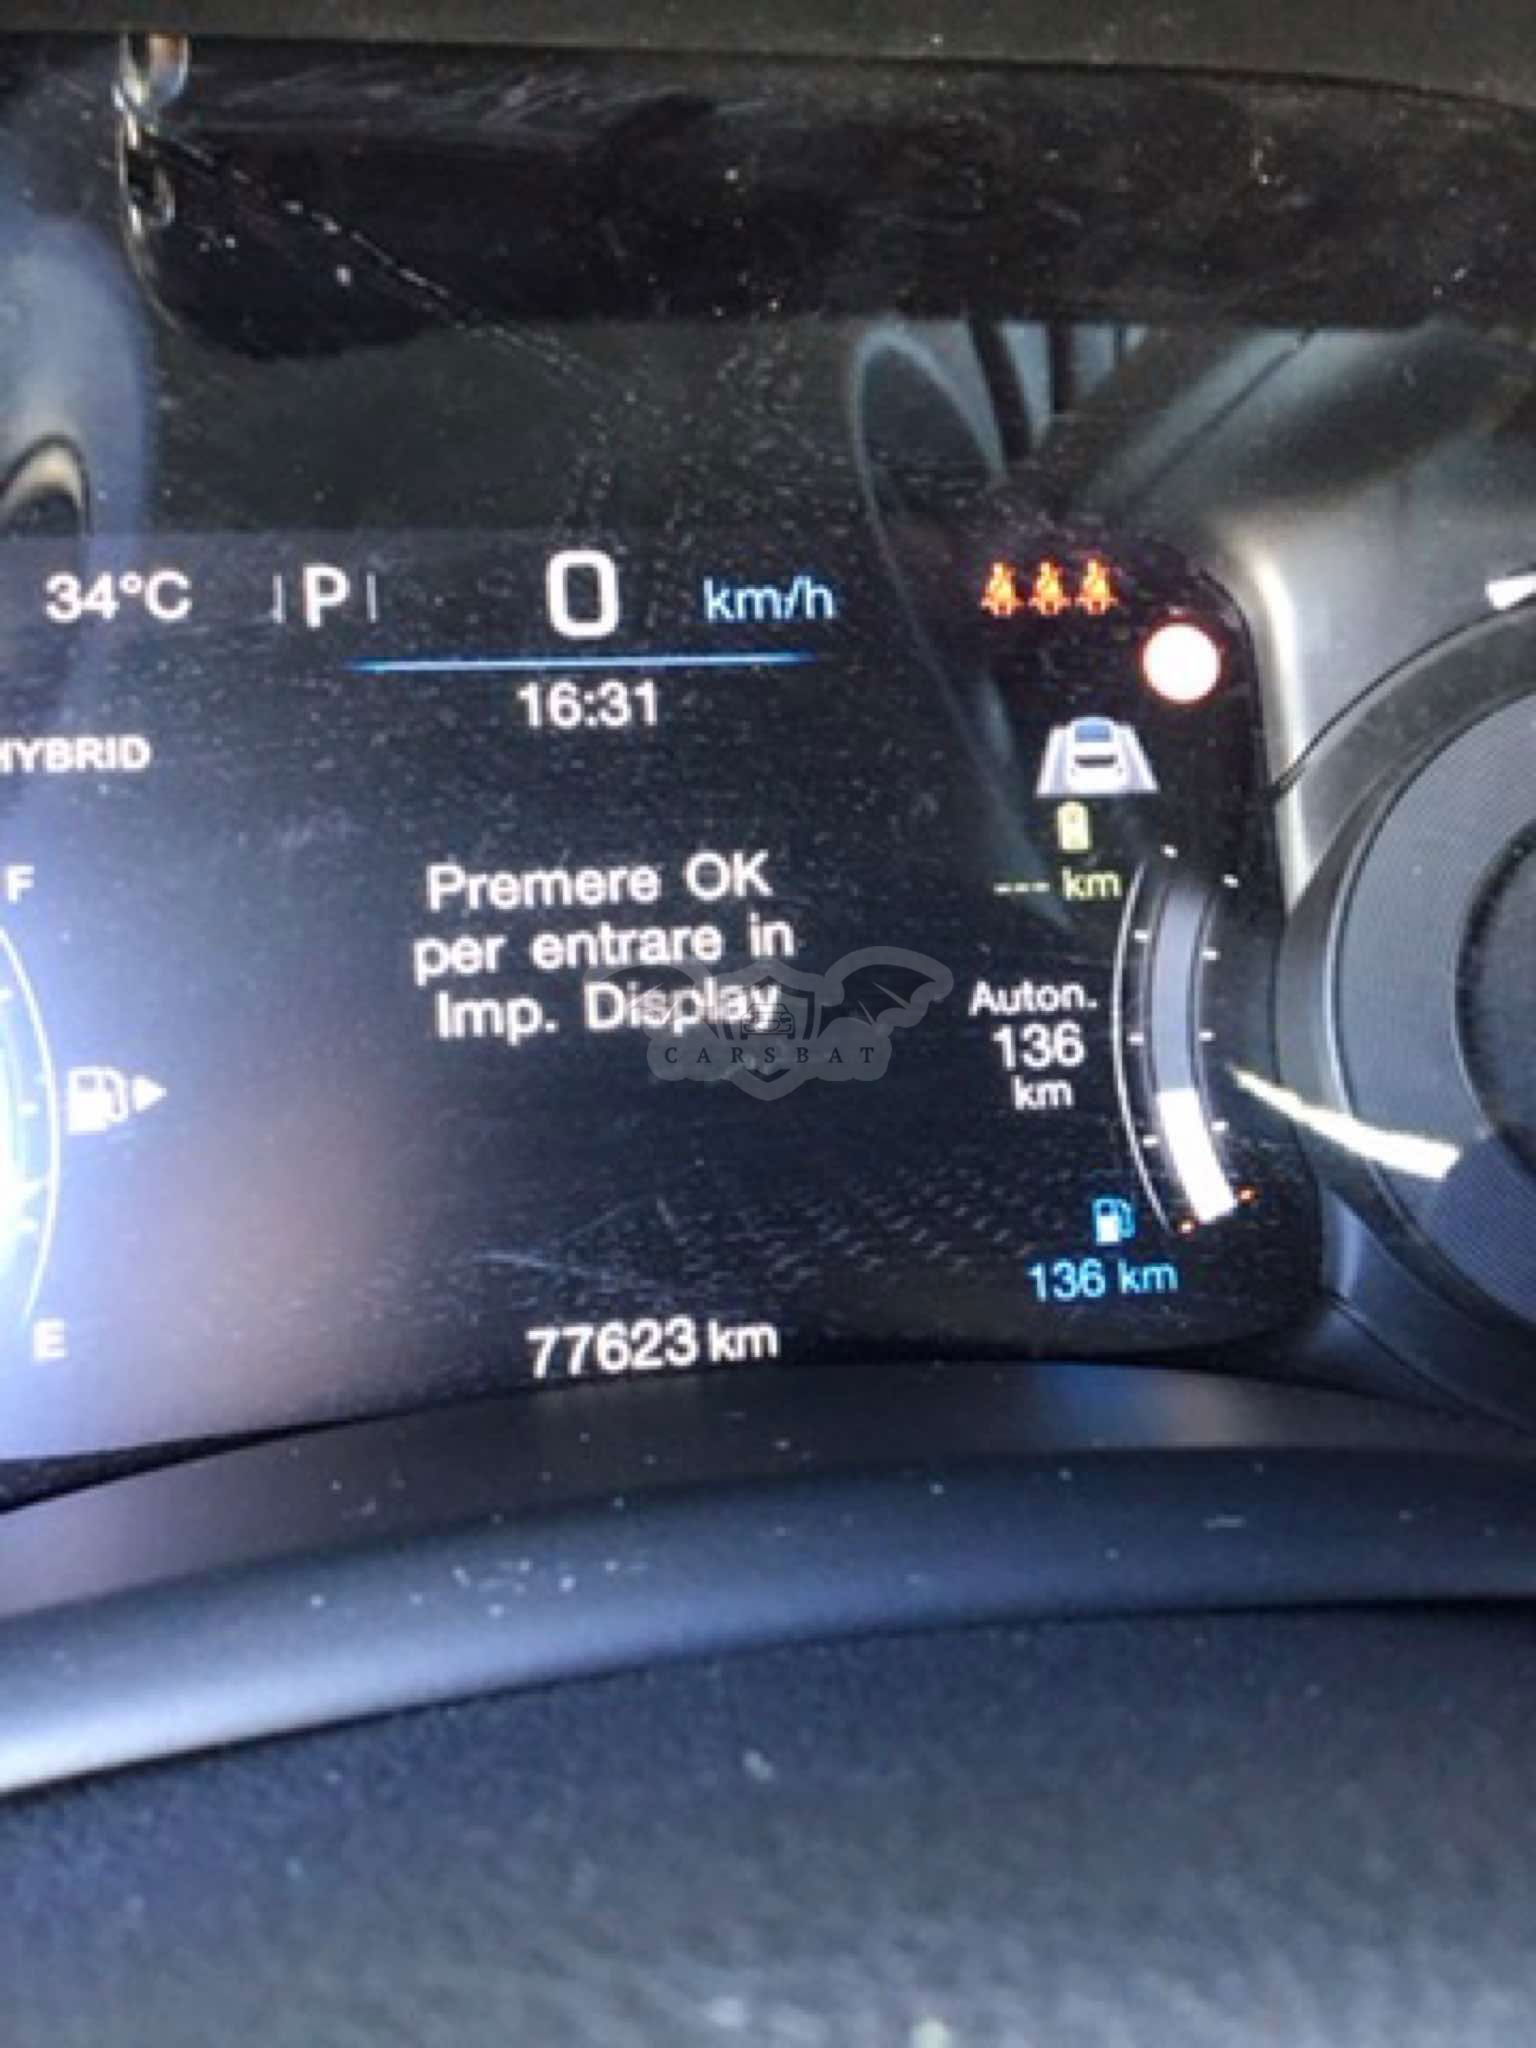 34°C P 0 km/h
16:31
HYBRID
F
Premere OK
per entrare in
Imp. Display
--- km
Auton.
136
km
CARSBAT
136 km
E
77623 km